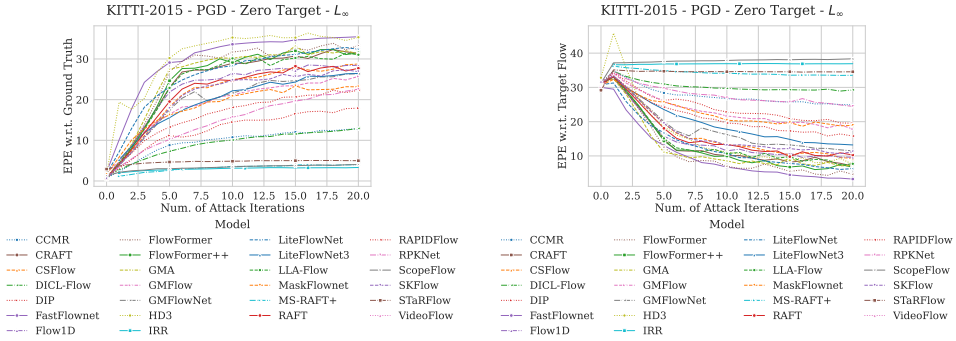 KITTI-2015 - PGD - Zero Target - L∞
EPE w.r.t. Ground Truth
30
20
10
0
0.0 2.5 5.0 7.5 10.0 12.5 15.0 17.5 20.0
Num. of Attack Iterations
Model
CCMR FlowFormer LiteFlowNet RAPIDFlow
CRAFT FlowFormer++ LiteFlowNet3 RPKNet
CSFlow GMA LLA-Flow ScopeFlow
DICL-Flow GMFlow MaskFlownet SKFlow
DIP GMFlowNet MS-RAFT+ STaRFlow
FastFlownet HD3 RAFT VideoFlow
Flow1D IRR
KITTI-2015 - PGD - Zero Target - L∞
EPE w.r.t. Target Flow
40
30
20
10
0.0 2.5 5.0 7.5 10.0 12.5 15.0 17.5 20.0
Num. of Attack Iterations
Model
CCMR FlowFormer LiteFlowNet RAPIDFlow
CRAFT FlowFormer++ LiteFlowNet3 RPKNet
CSFlow GMA LLA-Flow ScopeFlow
DICL-Flow GMFlow MaskFlownet SKFlow
DIP GMFlowNet MS-RAFT+ STaRFlow
FastFlownet HD3 RAFT VideoFlow
Flow1D IRR